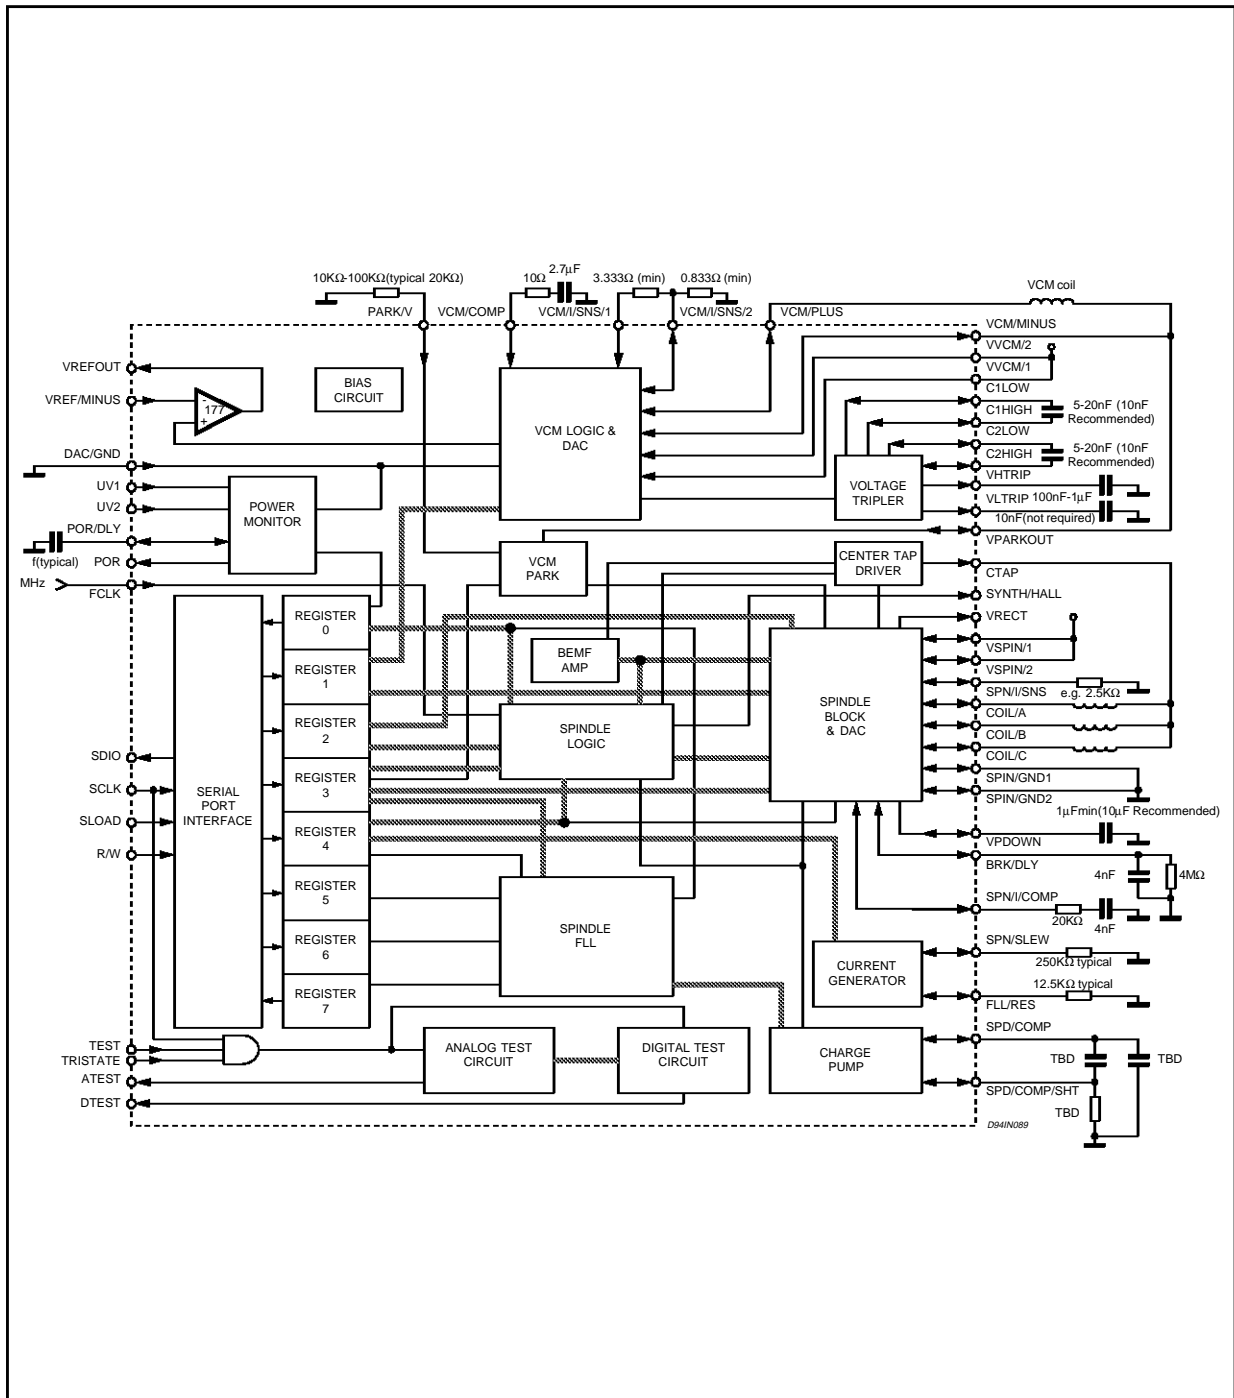 10KΩ-100KΩ(typical 20KΩ)
10Ω
2.7µF
3.333Ω (min)
0.833Ω (min)
VCM coil
PARK/V
VCM/COMP
VCM/I/SNS/1
VCM/I/SNS/2
VCM/PLUS
VCM/MINUS
VVCM/2
VVCM/1
C1LOW
C1HIGH
5-20nF (10nF
Recommended)
C2LOW
C2HIGH
5-20nF (10nF
Recommended)
VHTRIP
VLTRIP
100nF-1µF
10nF(not required)
VPARKOUT
CTAP
SYNTH/HALL
VRECT
VSPIN/1
VSPIN/2
SPN/I/SNS
e.g. 2.5KΩ
COIL/A
COIL/B
COIL/C
SPIN/GND1
SPIN/GND2
1µFmin(10µF Recommended)
VPDOWN
BRK/DLY
4nF
4MΩ
SPN/I/COMP
20KΩ
4nF
SPN/SLEW
250KΩ typical
12.5KΩ typical
FLL/RES
SPD/COMP
TBD
TBD
SPD/COMP/SHT
TBD
D94IN089
VREFOUT
VREF/MINUS
DAC/GND
UV1
UV2
POR/DLY
f(typical)
POR
MHz
FCLK
SDIO
SCLK
SLOAD
R/W
TEST
TRISTATE
ATEST
DTEST
-
177
+
BIAS
CIRCUIT
VCM LOGIC &
DAC
VOLTAGE
TRIPLER
POWER
MONITOR
VCM
PARK
CENTER TAP
DRIVER
BEMF
AMP
SPINDLE
BLOCK
& DAC
SPINDLE
LOGIC
SERIAL
PORT
INTERFACE
REGISTER
0
REGISTER
1
REGISTER
2
REGISTER
3
REGISTER
4
REGISTER
5
REGISTER
6
REGISTER
7
SPINDLE
FLL
CURRENT
GENERATOR
ANALOG TEST
CIRCUIT
DIGITAL TEST
CIRCUIT
CHARGE
PUMP